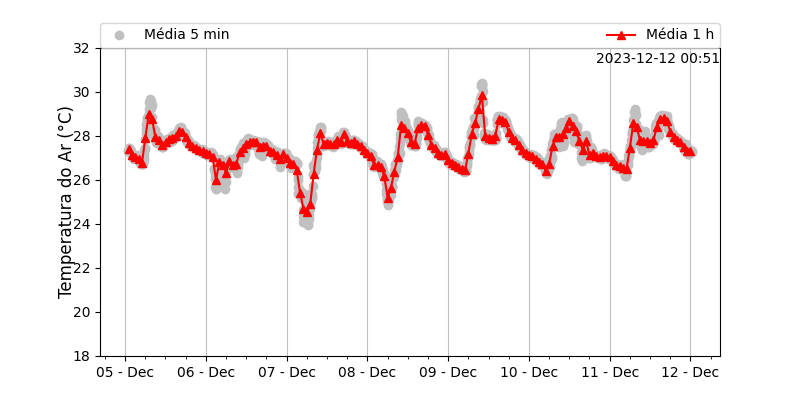 Média 5 min
Média 1 h
2023-12-12 00:51
Temperatura do Ar (°C)
32
30
28
26
24
22
20
18
05 - Dec
06 - Dec
07 - Dec
08 - Dec
09 - Dec
10 - Dec
11 - Dec
12 - Dec